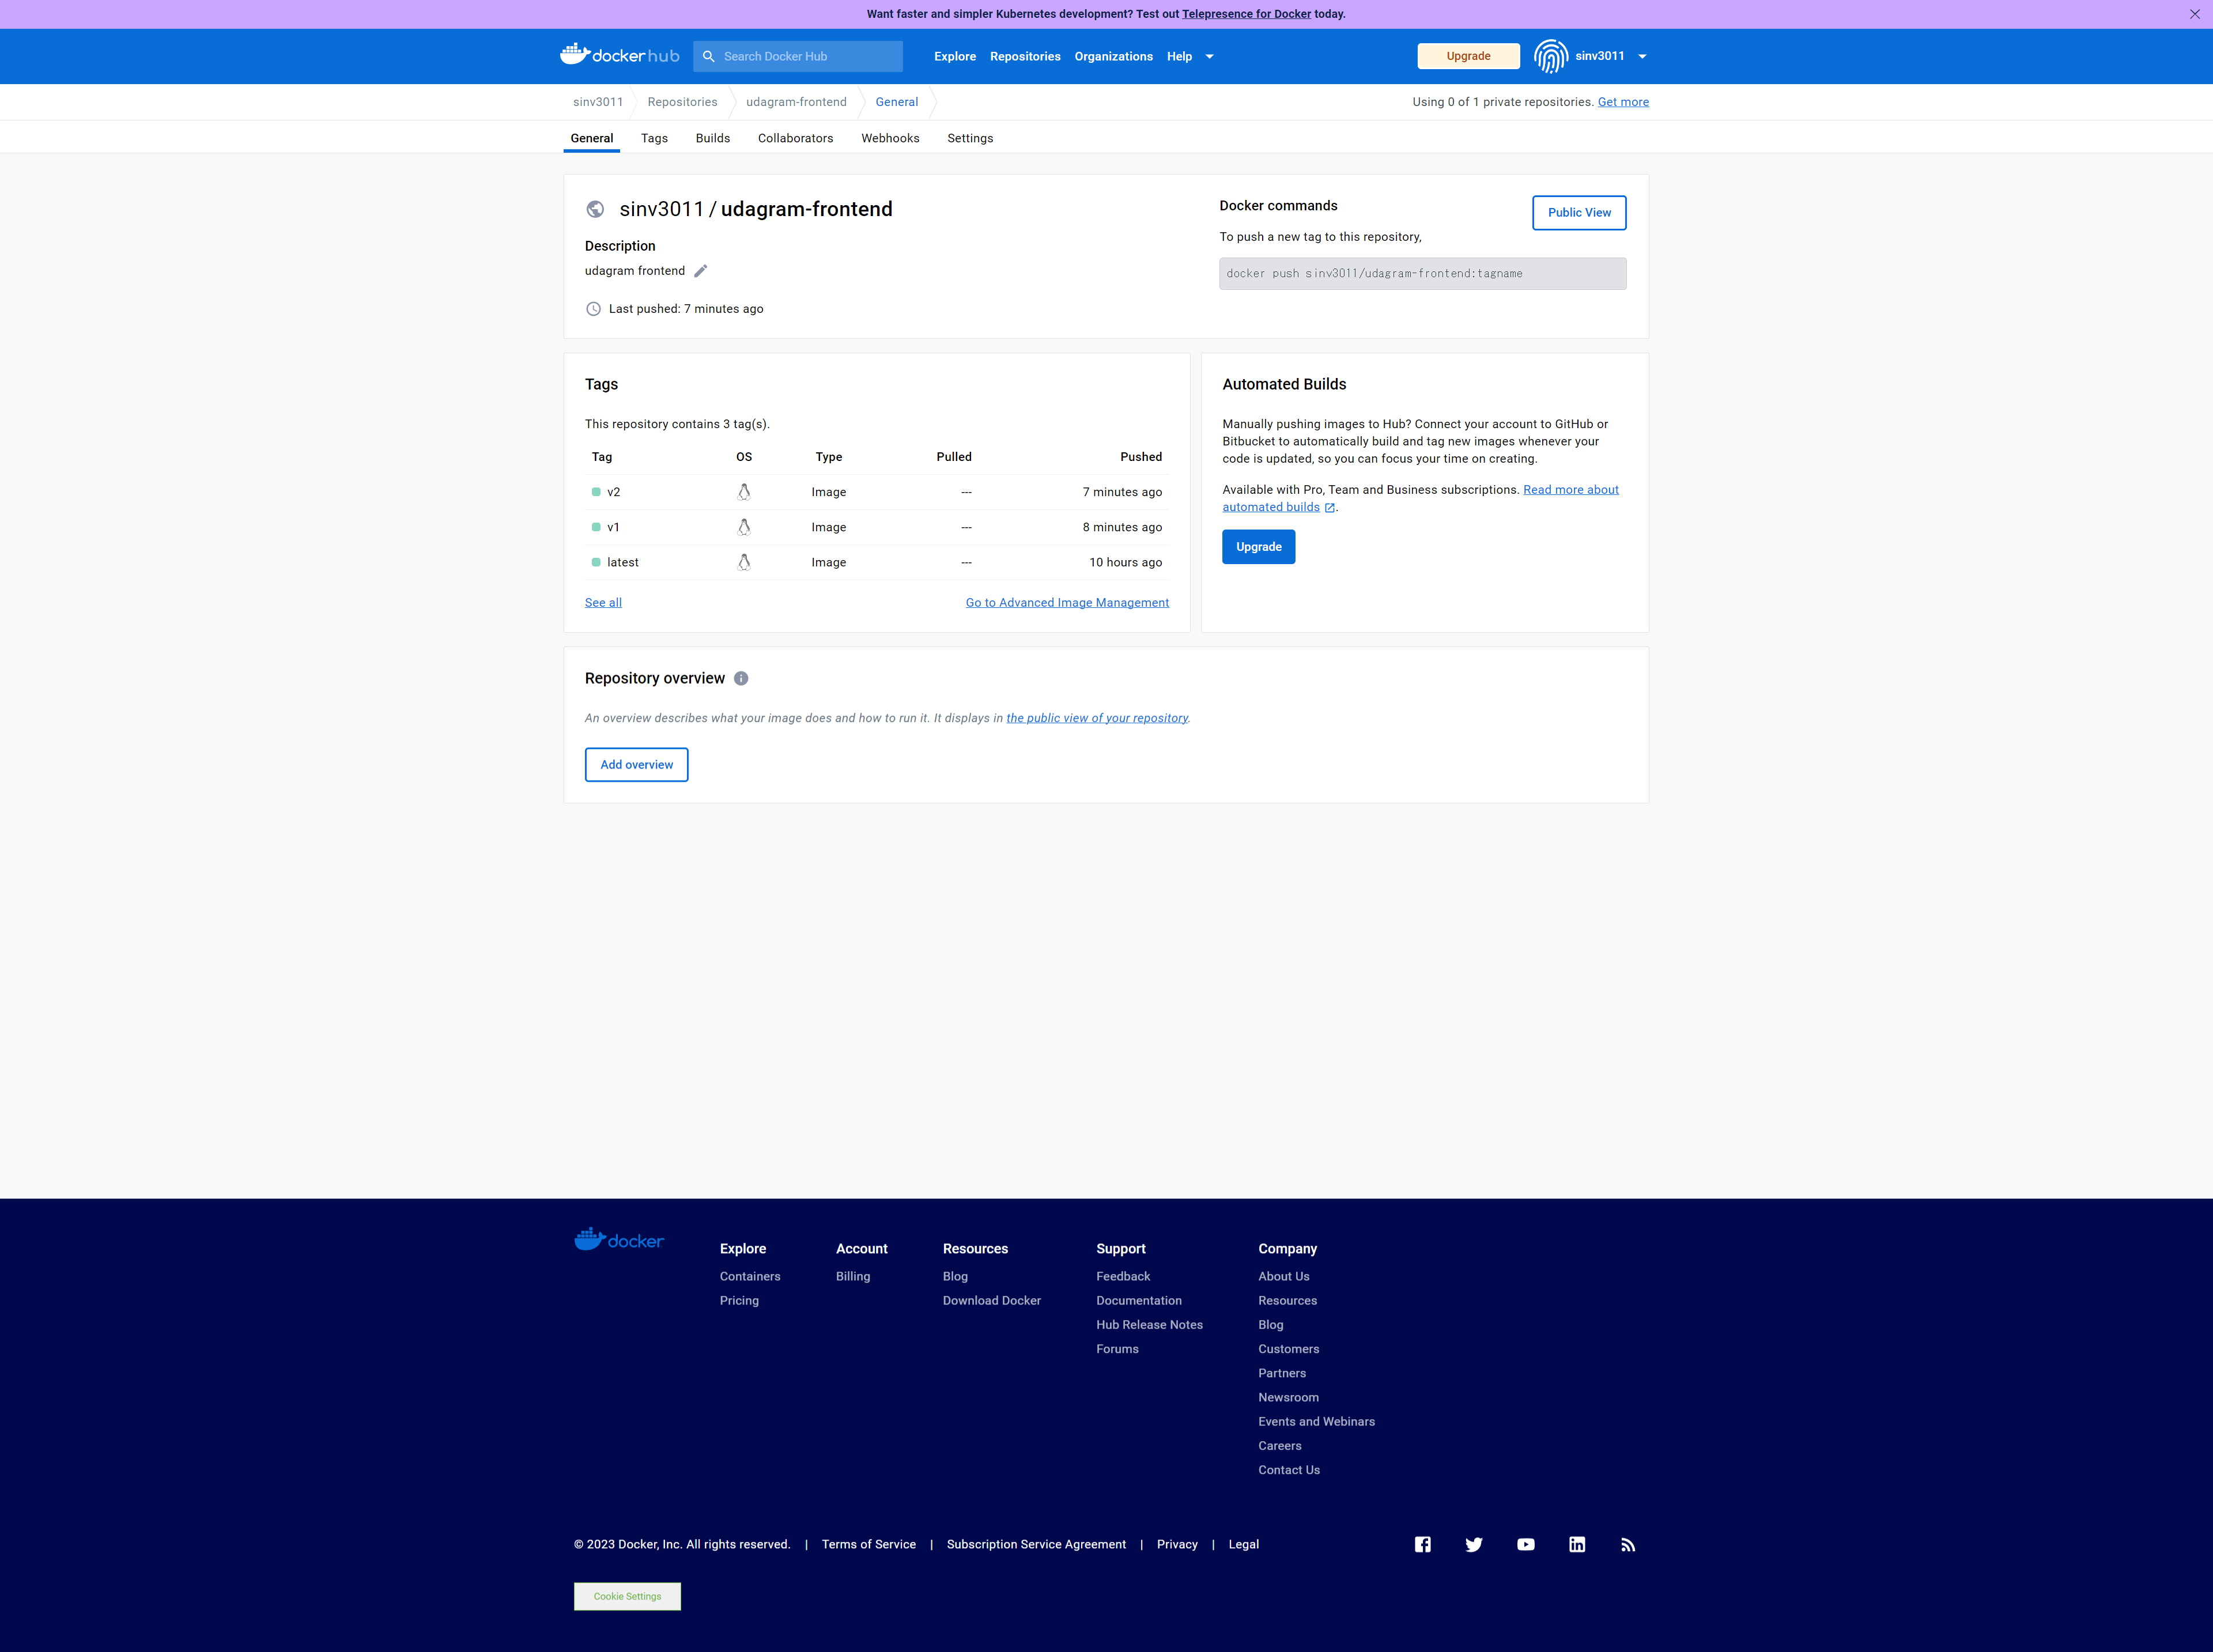 Want faster and simpler Kubernetes development? Test out Telepresence for Docker today.
dockerhub
Search Docker Hub
Explore Repositories Organizations Help
Upgrade
sinv3011
sinv3011 Repositories udagram-frontend General
Using 0 of 1 private repositories. Get more
General Tags Builds Collaborators Webhooks Settings
sinv3011 / udagram-frontend
Description
udagram frontend
Last pushed: 7 minutes ago
Docker commands
Public View
To push a new tag to this repository,
docker push sinv3011/udagram-frontend:tagname
Tags
This repository contains 3 tag(s).
Tag OS Type Pulled Pushed
v2 Image --- 7 minutes ago
v1 Image --- 8 minutes ago
latest Image --- 10 hours ago
See all
Go to Advanced Image Management
Automated Builds
Manually pushing images to Hub? Connect your account to GitHub or
Bitbucket to automatically build and tag new images whenever your
code is updated, so you can focus your time on creating.
Available with Pro, Team and Business subscriptions. Read more about
automated builds.
Upgrade
Repository overview
An overview describes what your image does and how to run it. It displays in the public view of your repository.
Add overview
docker
Explore
Containers
Pricing
Account
Billing
Resources
Blog
Download Docker
Support
Feedback
Documentation
Hub Release Notes
Forums
Company
About Us
Resources
Blog
Customers
Partners
Newsroom
Events and Webinars
Careers
Contact Us
© 2023 Docker, Inc. All rights reserved. | Terms of Service | Subscription Service Agreement | Privacy | Legal
Cookie Settings